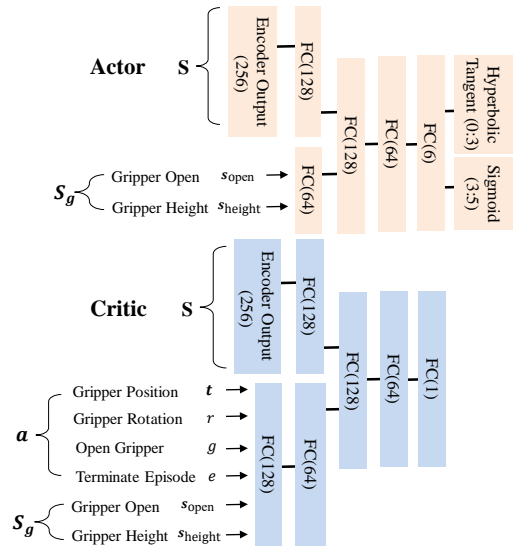 Actor
S
Encoder Output
(256)
FC(128)
FC(128)
FC(64)
FC(6)
Hyperbolic
Tangent (0:3)
Sigmoid
(3:5)
S_g
Gripper Open s_open
Gripper Height s_height
FC(64)
Critic
S
Encoder Output
(256)
FC(128)
FC(128)
FC(64)
FC(1)
a
Gripper Position t
Gripper Rotation r
Open Gripper g
Terminate Episode e
S_g
Gripper Open s_open
Gripper Height s_height
FC(128)
FC(64)